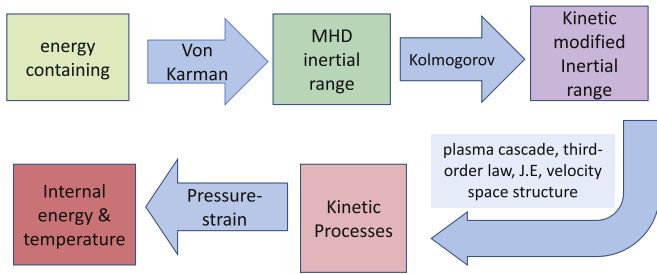 energy
containing
Von
Karman
MHD
inertial
range
Kolmogorov
Kinetic
modified
Inertial
range
plasma cascade, third-
order law, J.E, velocity
space structure
Internal
energy &
temperature
Pressure-
strain
Kinetic
Processes